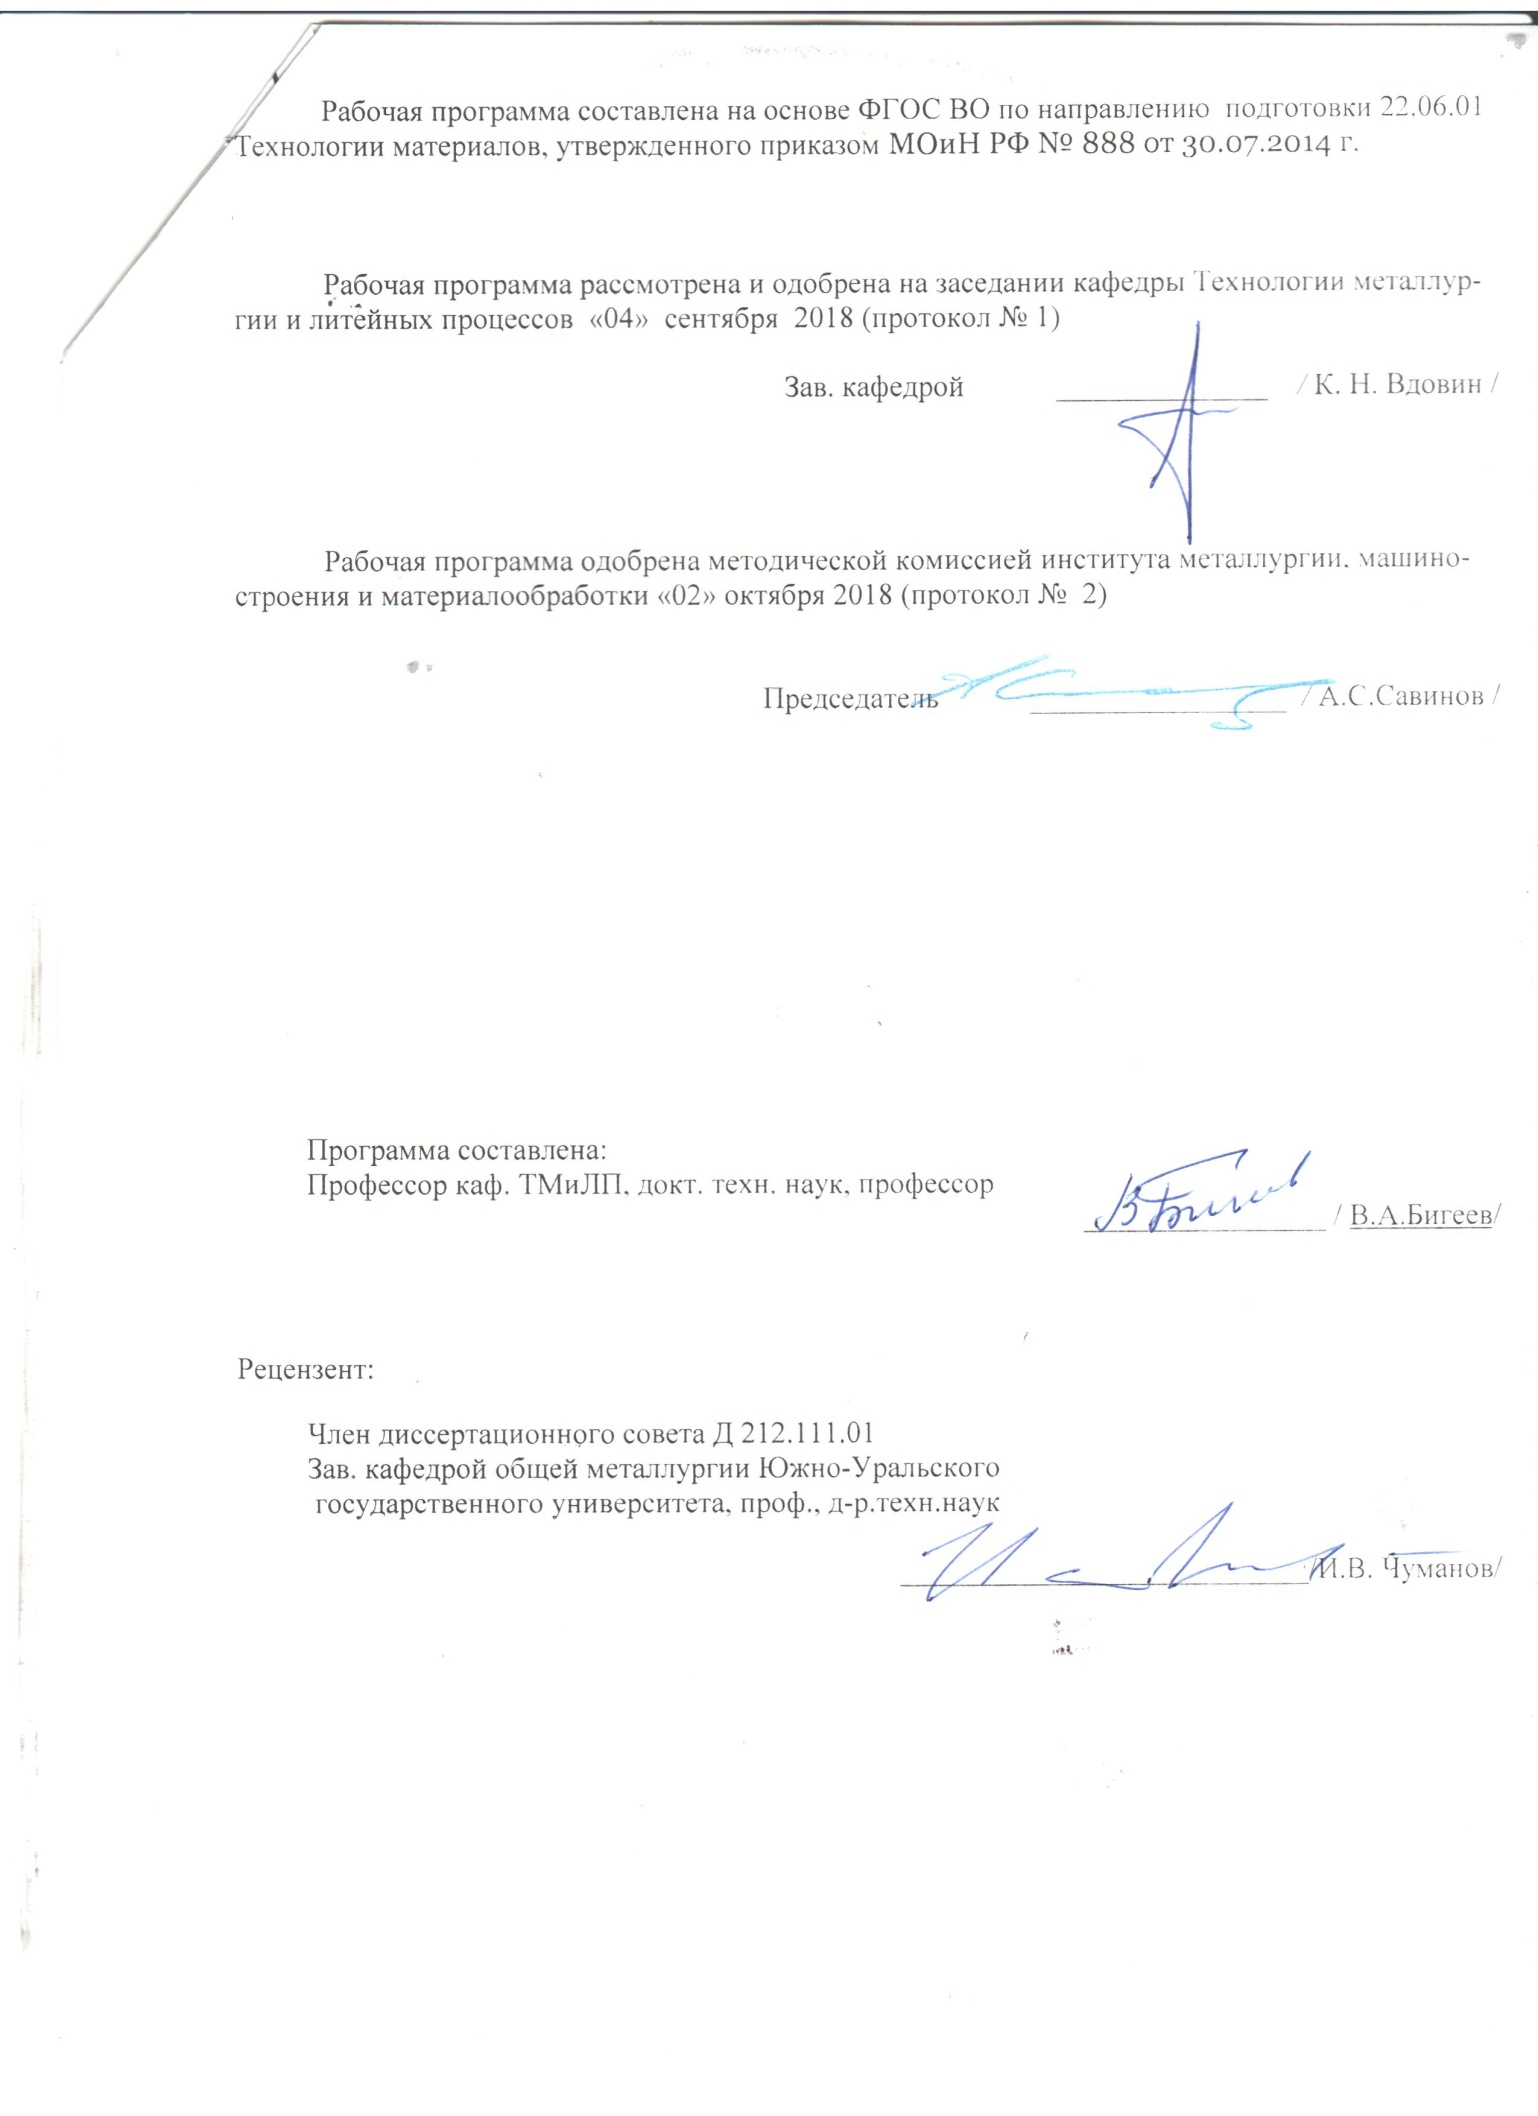 Рабочая программа составлена на основе ФГОС ВО по направлению подготовки 22.06.01
Технологии материалов, утвержденного приказом МОиН РФ № 888 от 30.07.2014 г.
Рабочая программа рассмотрена и одобрена на заседании кафедры Технологии металлур-
гии и литейных процессов «04» сентября 2018 (протокол № 1)
Зав. кафедрой / К. Н. Вдовин /
Рабочая программа одобрена методической комиссией института металлургии, машино-
строения и материалообработки «02» октября 2018 (протокол № 2)
Председатель / А.С.Савинов /
Программа составлена:
Профессор каф. ТМиЛП, докт. техн. наук, профессор
/ В.А.Бигеев/
Рецензент:
Член диссертационного совета Д 212.111.01
Зав. кафедрой общей металлургии Южно-Уральского
государственного университета, проф., д-р.техн.наук
/И.В. Чуманов/